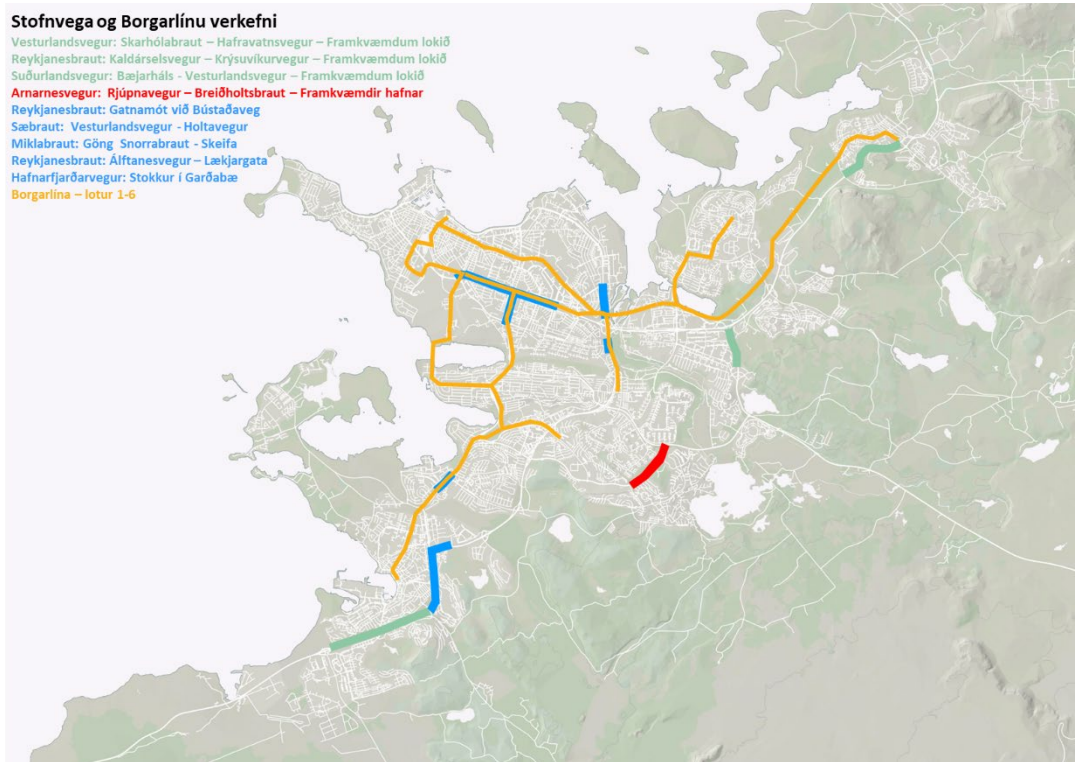 Stofnvega og Borgarlínu verkefni
Vesturlandsvegur: Skarhólabraut – Hafravatnsvegur – Framkvæmdum lokið
Reykjanesbraut: Kaldárselsvegur – Krýsuvíkurvegur – Framkvæmdum lokið
Suðurlandsvegur: Bæjarháls - Vesturlandsvegur – Framkvæmdum lokið
Arnarnesvegur: Rjúpnavegur – Breiðholtsbraut – Framkvæmdir hafnar
Reykjanesbraut: Gatnamót við Bústaðaveg
Sæbraut: Vesturlandsvegur - Holtavegur
Miklabraut: Göng Snorrabraut - Skeifa
Reykjanesbraut: Álftanesvegur – Lækjargata
Hafnarfjarðarvegur: Stokkur í Garðabæ
Borgarlína – lotur 1-6